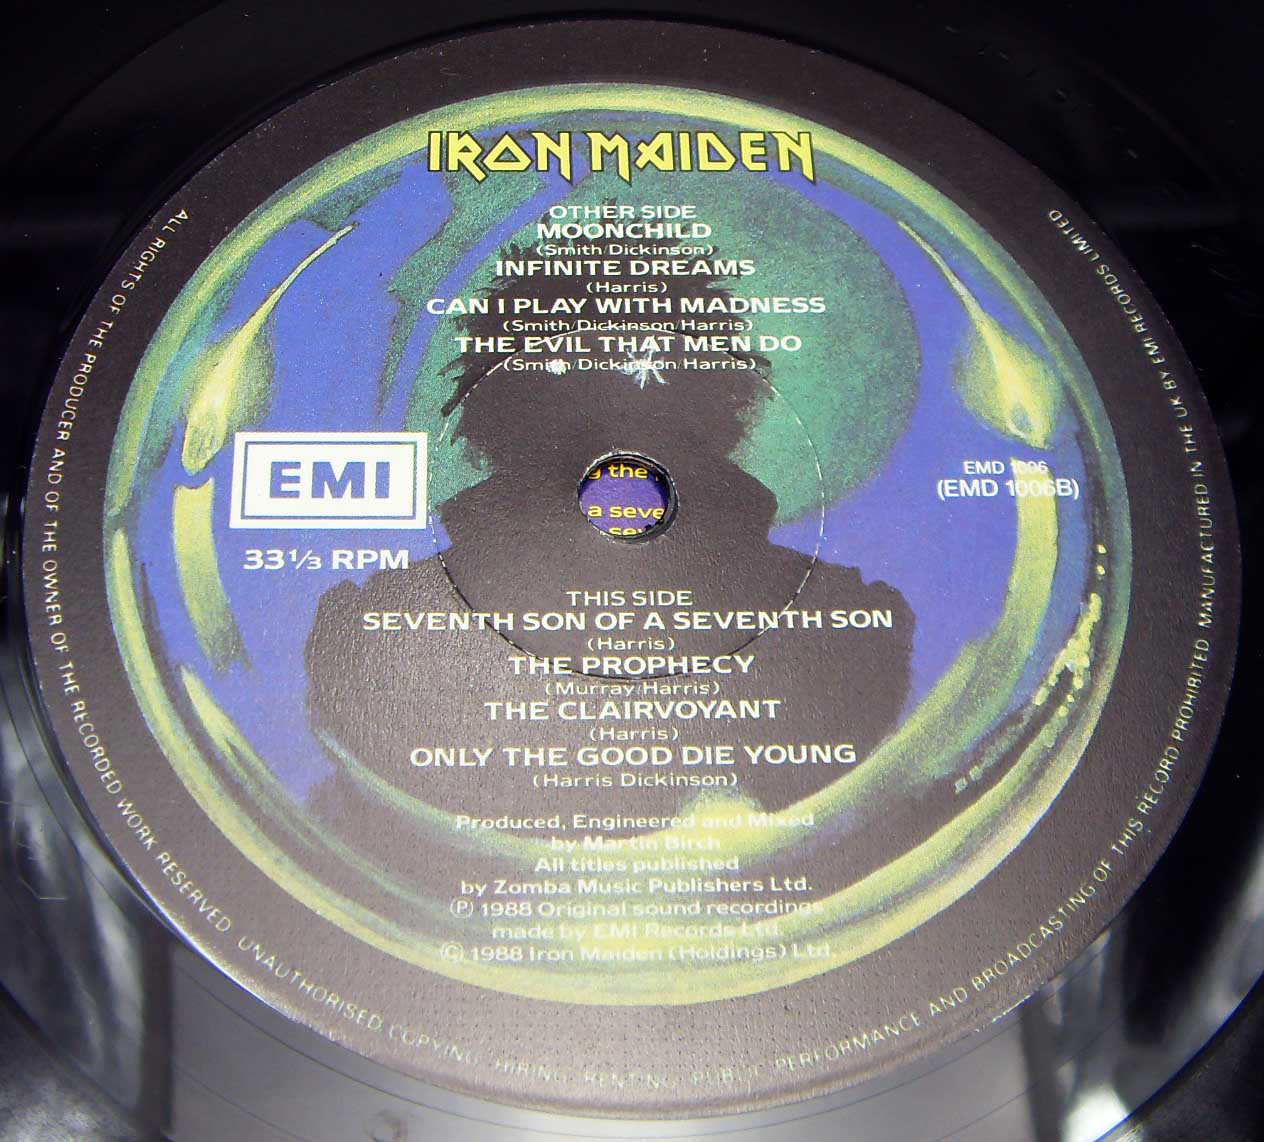 IRON MAIDEN
OTHER SIDE
MOONCHILD
(Smith/Dickinson)
INFINITE DREAMS
(Harris)
CAN I PLAY WITH MADNESS
(Smith/Dickinson/Harris)
THE EVIL THAT MEN DO
(Smith/Dickinson/Harris)
EMI
33 1/3 RPM
EMD 1006
(EMD 1006B)
g the
a seve
sev
THIS SIDE
SEVENTH SON OF A SEVENTH SON
(Harris)
THE PROPHECY
(Murray/Harris)
THE CLAIRVOYANT
(Harris)
ONLY THE GOOD DIE YOUNG
(Harris Dickinson)
Produced, Engineered and Mixed
by Martin Birch
All titles published
by Zomba Music Publishers Ltd.
Ⓟ 1988 Original sound recordings
made by EMI Records Ltd.
© 1988 Iron Maiden (Holdings) Ltd.
ALL RIGHTS OF THE PRODUCER AND OF THE OWNER OF THE RECORDED WORK RESERVED UNAUTHORISED COPYING, HIRING, RENTING, PUBLIC PERFORMANCE AND BROADCASTING OF THIS RECORD PROHIBITED MANUFACTURED IN THE UK BY EMI RECORDS LIMITED